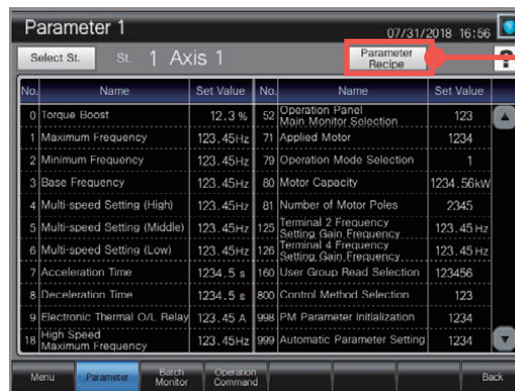 Parameter 1
07/31/2018 16:56
Select St.
St. 1 Axis 1
Parameter
Recipe
?
No. Name Set Value No. Name Set Value
0 Torque Boost 12.3 % 52 Operation Panel
Main Monitor Selection 123
1 Maximum Frequency 123.45Hz 71 Applied Motor 1234
2 Minimum Frequency 123.45Hz 79 Operation Mode Selection 1
3 Base Frequency 123.45Hz 80 Motor Capacity 1234.56kW
4 Multi-speed Setting (High) 123.45Hz 81 Number of Motor Poles 2345
5 Multi-speed Setting (Middle) 123.45Hz 125 Terminal 2 Frequency
Setting Gain Frequency 123.45 Hz
6 Multi-speed Setting (Low) 123.45Hz 126 Terminal 4 Frequency
Setting Gain Frequency 123.45 Hz
7 Acceleration Time 1234.5 s 160 User Group Read Selection 123456
8 Deceleration Time 1234.5 s 800 Control Method Selection 123
9 Electronic Thermal O/L Relay 123.45 A 998 PM Parameter Initialization 1234
18 High Speed
Maximum Frequency 123.45Hz 999 Automatic Parameter Setting 1234
Menu
Parameter
Batch
Monitor
Operation
Command
Back